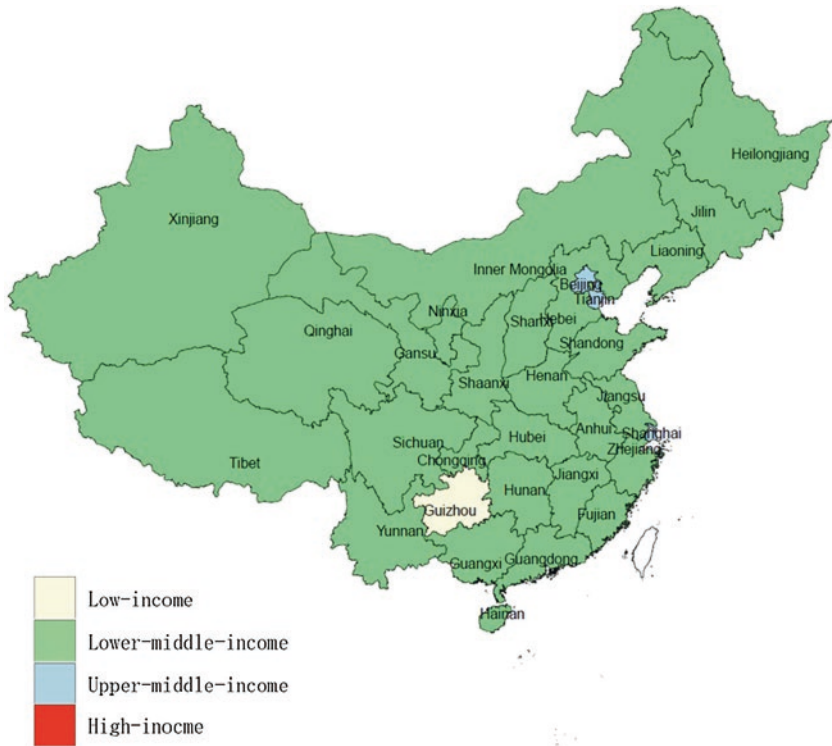 Heilongjiang
Jilin
Xinjiang
Liaoning
Inner Mongolia
Beijing
Tianjin
Ninxia
Hebei
Shanxi
Qinghai
Shandong
Gansu
Henan
Shaanxi
Jiangsu
Anhui
Shanghai
Sichuan
Hubei
Zhejiang
Chongqing
Tibet
Jiangxi
Hunan
Guizhou
Fujian
Yunnan
Guangxi
Guangdong
Hainan
Low-income
Lower-middle-income
Upper-middle-income
High-inocme